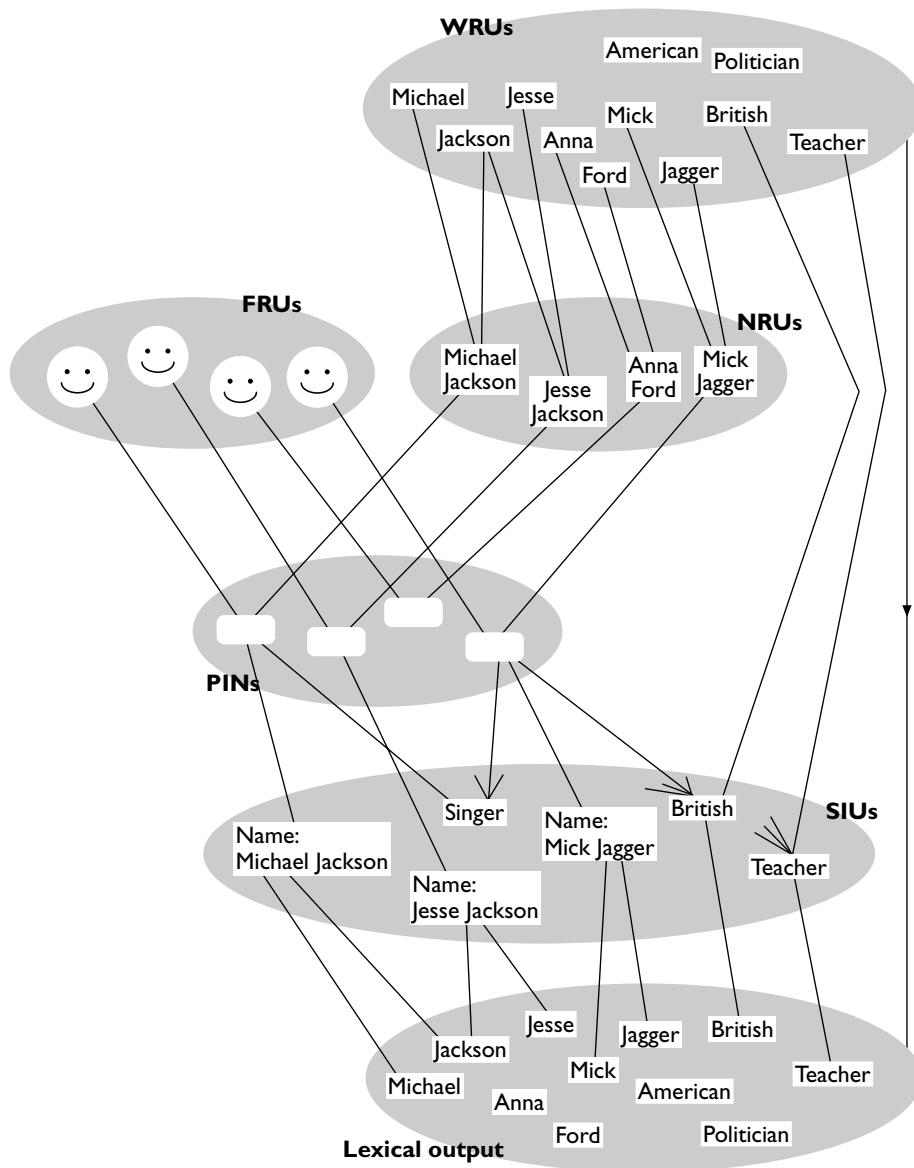 WRUs
American
Politician
Michael
Jesse
Mick
British
Jackson
Anna
Teacher
Ford
Jagger
FRUs
NRUs
Michael
Jackson
Jesse
Jackson
Anna
Ford
Mick
Jagger
PINs
Singer
British
SIUs
Name:
Michael Jackson
Name:
Mick Jagger
Teacher
Name:
Jesse Jackson
Jesse
Jagger
British
Jackson
Mick
Teacher
Michael
American
Anna
Ford
Politician
Lexical output